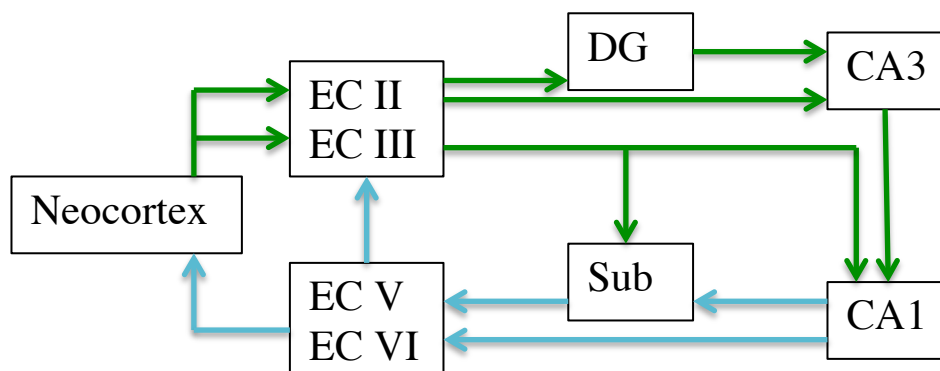 DG
CA3
EC II
EC III
Neocortex
Sub
EC V
EC VI
CA1